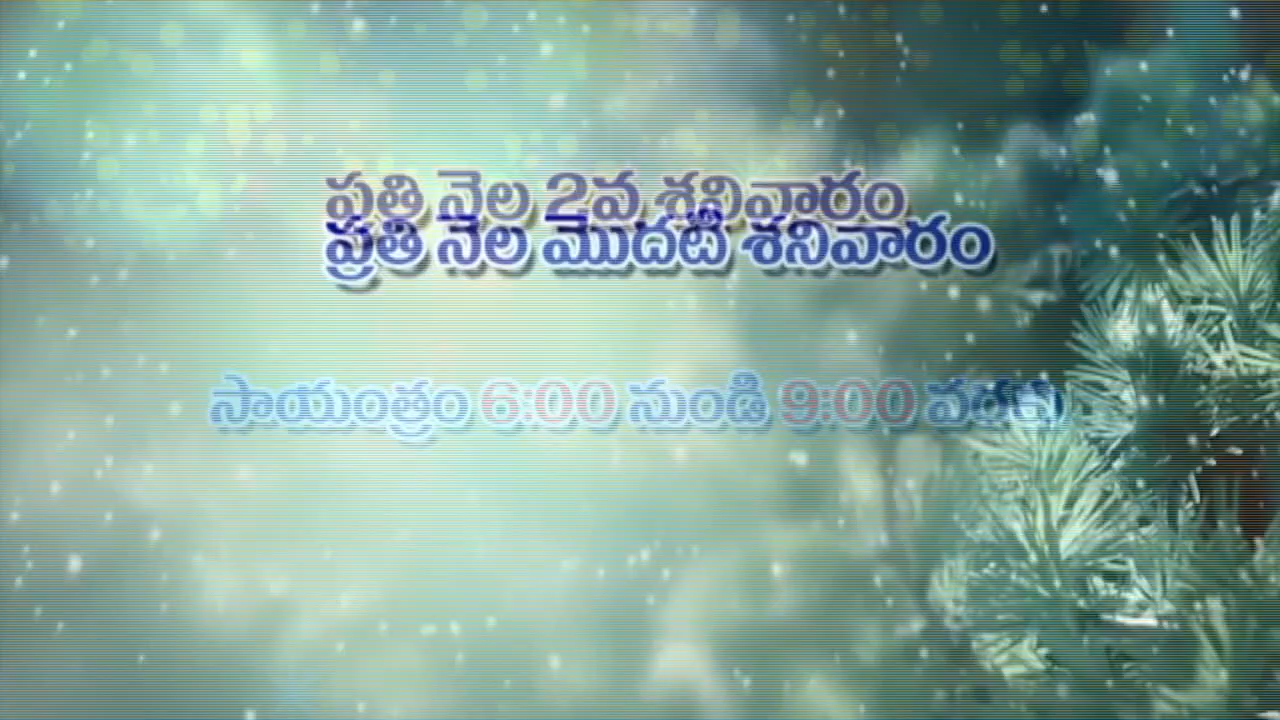 ప్రతి నెల 2వ శనివారం
ప్రతి నెల మొదటి శనివారం
సాయంత్రం 6:00 నుండి 9:00 వరకు